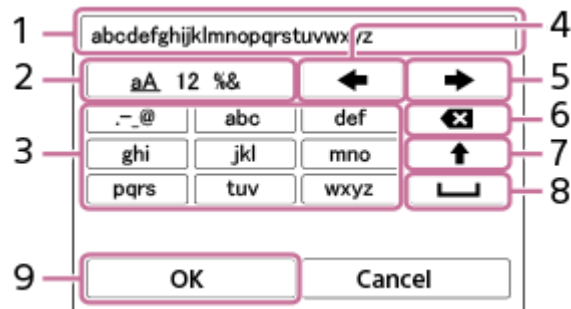 1 abcdefghijklmnopqrstuvwxyz 4
2 aA 12 %& 5
.-_@ abc def 6
3 ghi jkl mno 7
pqrs tuv wxyz 8
9 OK Cancel